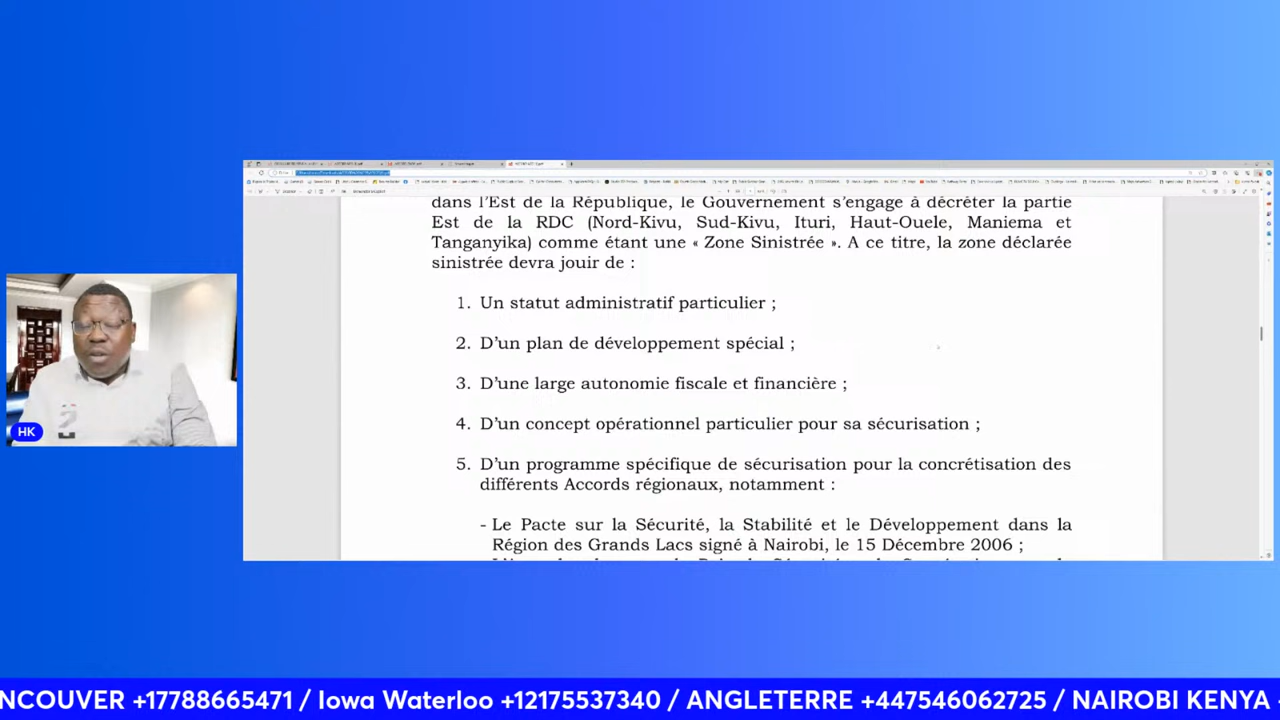 dans l'Est de la République, le Gouvernement s'engage à décréter la partie
Est de la RDC (Nord-Kivu, Sud-Kivu, Ituri, Haut-Ouele, Maniema et
Tanganyika) comme étant une « Zone Sinistrée ». A ce titre, la zone déclarée
sinistrée devra jouir de :
1. Un statut administratif particulier ;
2. D'un plan de développement spécial ;
3. D'une large autonomie fiscale et financière ;
4. D'un concept opérationnel particulier pour sa sécurisation ;
5. D'un programme spécifique de sécurisation pour la concrétisation des
différents Accords régionaux, notamment :
- Le Pacte sur la Sécurité, la Stabilité et le Développement dans la
Région des Grands Lacs signé à Nairobi, le 15 Décembre 2006 ;
HK
NCOUVER +17788665471 / Iowa Waterloo +12175537340 / ANGLETERRE +447546062725 / NAIROBI KENYA